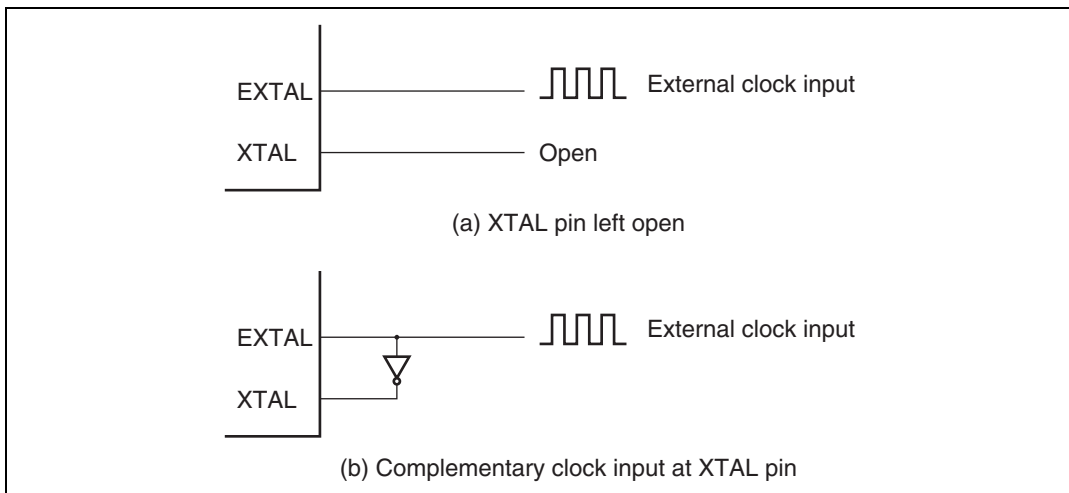 EXTAL
External clock input
XTAL
Open
(a) XTAL pin left open
EXTAL
External clock input
XTAL
(b) Complementary clock input at XTAL pin